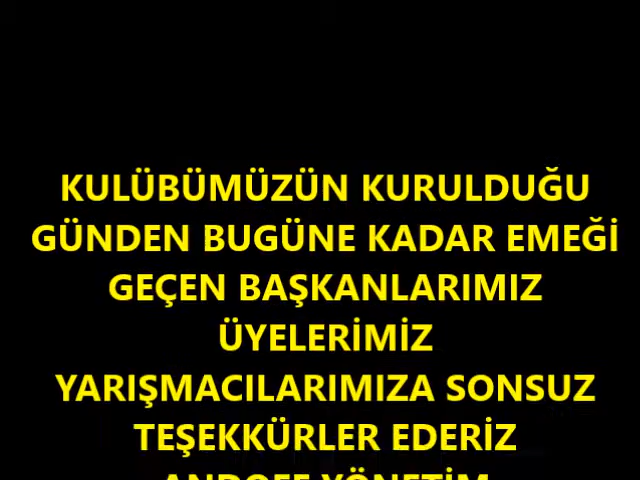 KULÜBÜMÜZÜN KURULDUĞU
GÜNDEN BUGÜNE KADAR EMEĞİ
GEÇEN BAŞKANLARIMIZ
ÜYELERİMİZ
YARIŞMACILARIMIZA SONSUZ
TEŞEKKÜRLER EDERİZ
YÖNETİM